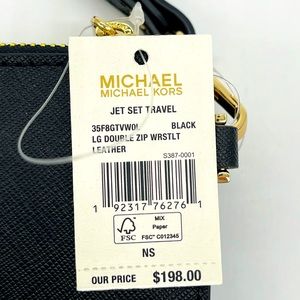 MICHAEL
MICHAEL KORS
JET SET TRAVEL
35F8GTVW0L BLACK
LG DOUBLE ZIP WRSTLT
LEATHER
S387-0001
1 92317 76276 1
MIX
Paper
FSC
FSC® C012345
NS
OUR PRICE $198.00